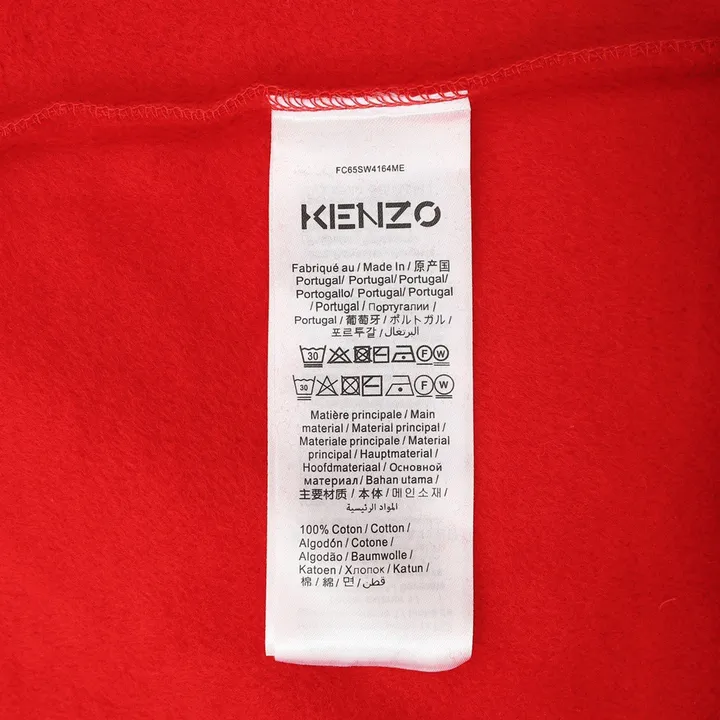 FC65SW4164ME
KENZO
Fabriqué au / Made In / 原产国
Portugal/ Portugal/ Portugal/
Portogallo/ Portugal/ Portugal
/ Portugal / Португалии /
Portugal / 葡萄牙 / ポルトガル /
포르투갈 / البرتغال/
30 F W
30 F W
Matière principale / Main
material / Material principal /
Materiale principale / Material
principal / Hauptmaterial /
Hoofdmateriaal / Основной
материал / Bahan utama /
主要材质 / 本体 / 메인소재 /
المواد الرئيسية
100% Coton / Cotton /
Algodón / Cotone /
Algodão / Baumwolle /
Katoen / Хлопок / Katun /
棉 / 綿 / 면 / قطن